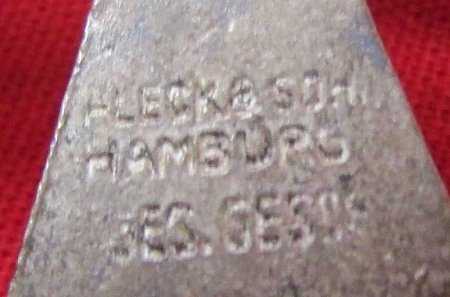 FLECK & SOHN
HAMBURG
GES. GESCH